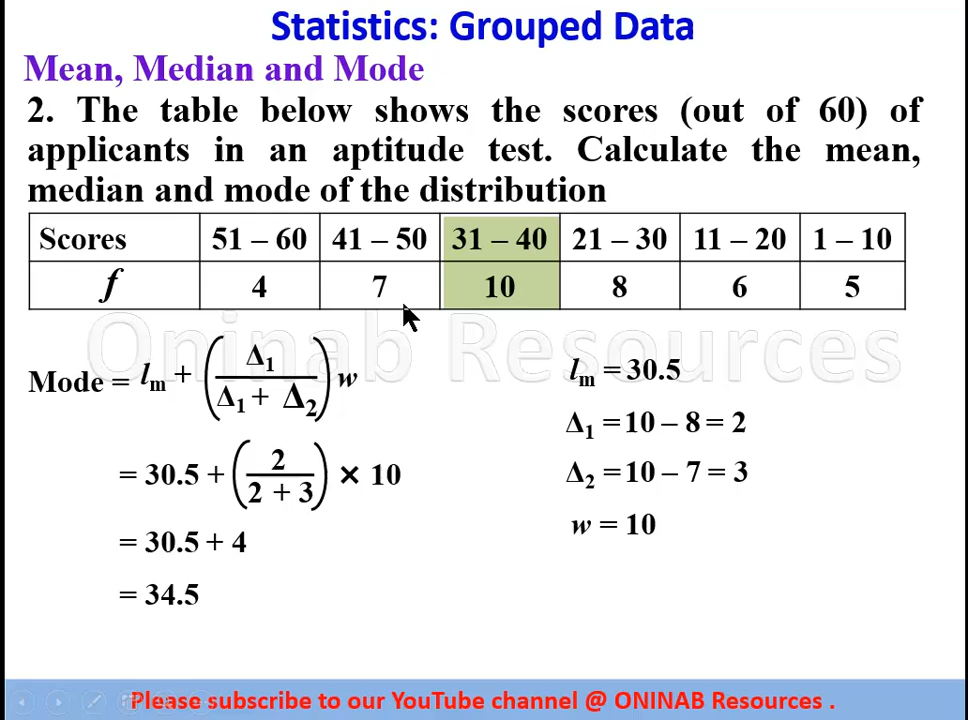 Statistics: Grouped Data
Mean, Median and Mode
2. The table below shows the scores (out of 60) of
applicants in an aptitude test. Calculate the mean,
median and mode of the distribution
Scores 51 – 60 41 – 50 31 – 40 21 – 30 11 – 20 1 – 10
f 4 7 10 8 6 5
Oninab Resources
Mode = lm + (Δ1 / Δ1 + Δ2) w
= 30.5 + (2 / 2 + 3) × 10
= 30.5 + 4
= 34.5
lm = 30.5
Δ1 = 10 – 8 = 2
Δ2 = 10 – 7 = 3
w = 10
Please subscribe to our YouTube channel @ ONINAB Resources .